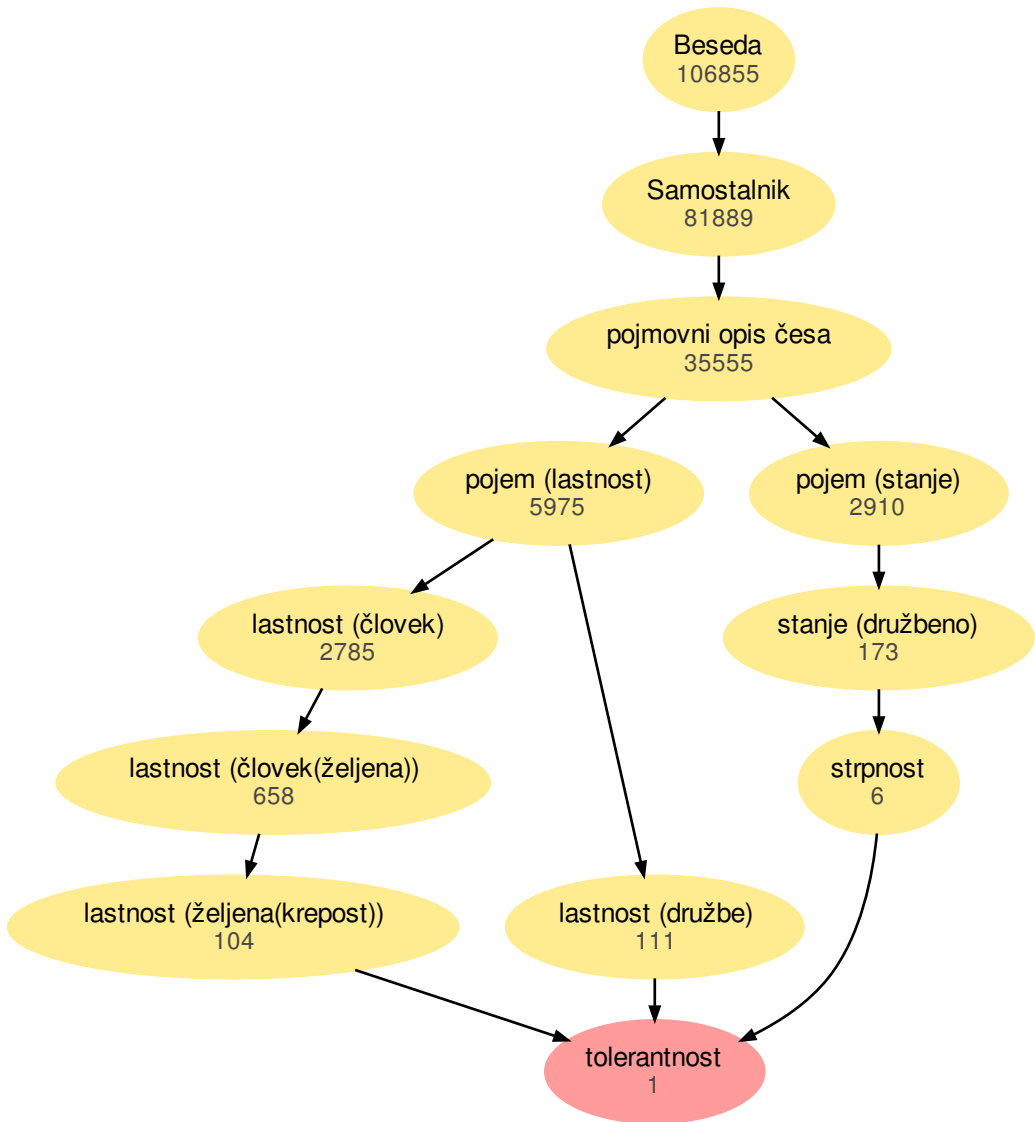 Beseda
106855
Samostalnik
81889
pojmovni opis česa
35555
pojem (lastnost)
5975
pojem (stanje)
2910
lastnost (človek)
2785
stanje (družbeno)
173
lastnost (človek(željena))
658
strpnost
6
lastnost (željena(krepost))
104
lastnost (družbe)
111
tolerantnost
1